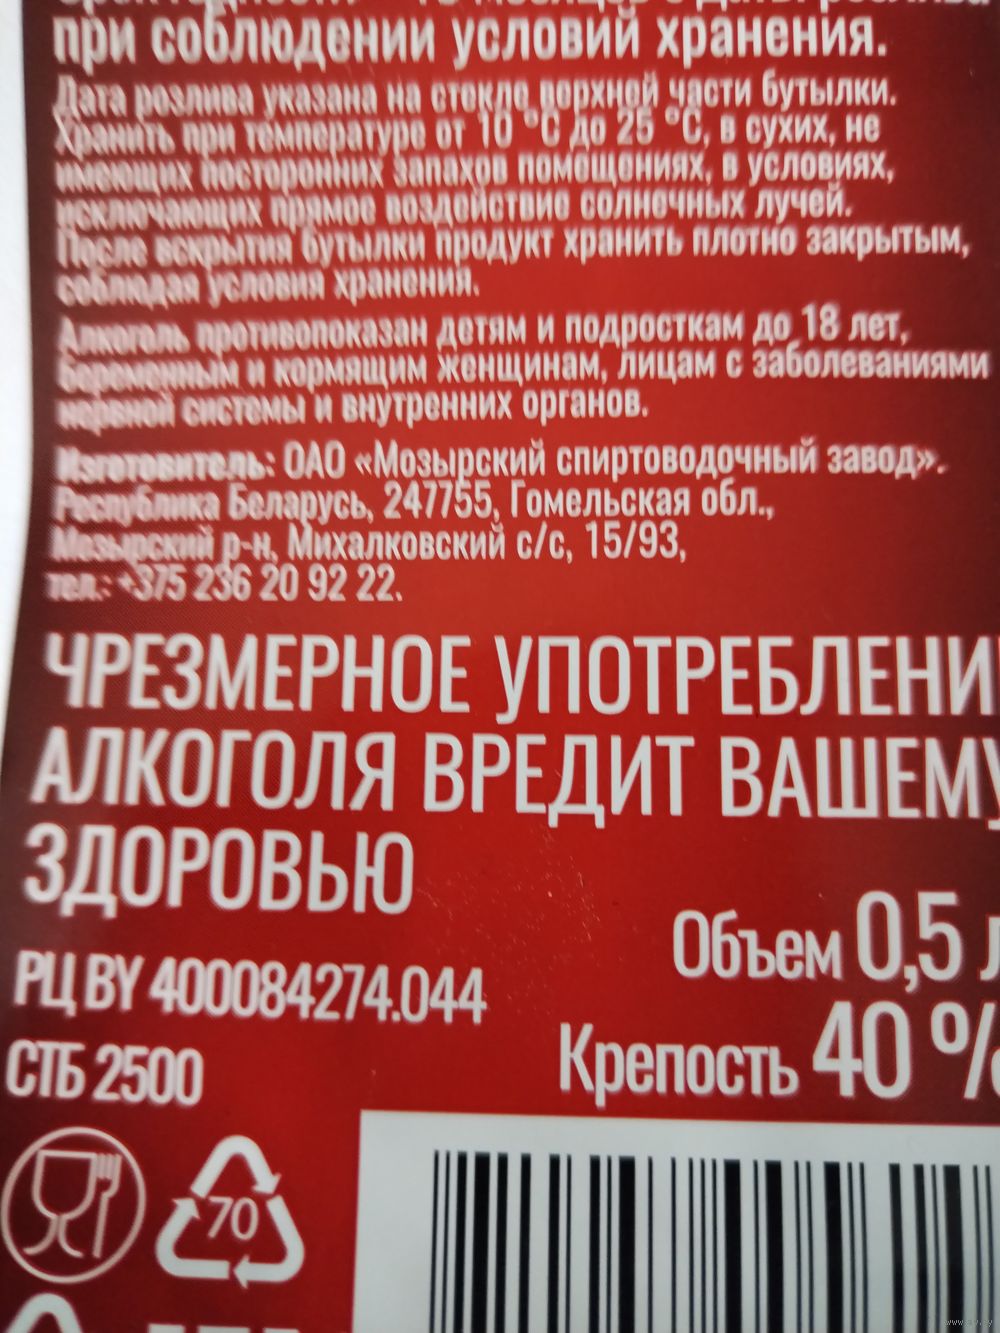 при соблюдении условий хранения.
Дата розлива указана на стекле верхней части бутылки.
Хранить при температуре от 10 °С до 25 °С, в сухих, не
имеющих посторонних запахов помещениях, в условиях,
исключающих прямое воздействие солнечных лучей.
После вскрытия бутылки продукт хранить плотно закрытым,
соблюдая условия хранения.
Алкоголь противопоказан детям и подросткам до 18 лет,
беременным и кормящим женщинам, лицам с заболеваниями
нервной системы и внутренних органов.
Изготовитель: ОАО «Мозырский спиртоводочный завод».
Республика Беларусь, 247755, Гомельская обл.,
Мозырский р-н, Михалковский с/с, 15/93,
тел.: +375 236 20 92 22.
ЧРЕЗМЕРНОЕ УПОТРЕБЛЕНИ
АЛКОГОЛЯ ВРЕДИТ ВАШЕМУ
ЗДОРОВЬЮ
Объем 0,5 л
РЦ BY 400084274.044
Крепость 40 %
СТБ 2500
70